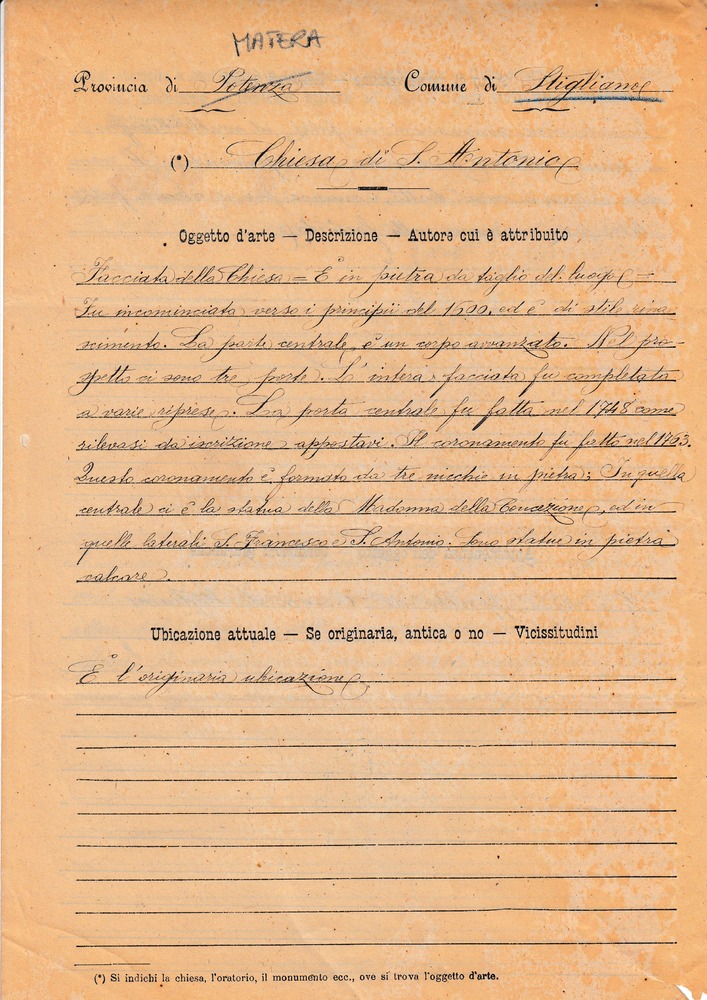 MATERA
Provincia di Potenza Comune di Stigliano
(*) Chiesa di S. Antonio
Oggetto d'arte — Descrizione — Autore cui è attribuito
Facciata della Chiesa = È in pietra da taglio del luogo =
Fu incominciata verso i principii del 1600, ed è di stile rina
scimento. La parte centrale è un corpo avanzato. Nel pro-
spetto ci sono tre porte. L'intera facciata fu completata
a varie riprese. La porta centrale fu fatta nel 1748 come
rilevasi da iscrizione appostavi. Il coronamento fu fatto nel 1763.
Questo coronamento è formato da tre nicchie in pietra; In quella
centrale ci è la statua della Madonna della Concezione, ed in
quelle laterali S. Francesco e S. Antonio. Sono statue in pietra
calcare.
Ubicazione attuale — Se originaria, antica o no — Vicissitudini
È l'originaria ubicazione.
(*) Si indichi la chiesa, l'oratorio, il monumento ecc., ove si trova l'oggetto d'arte.